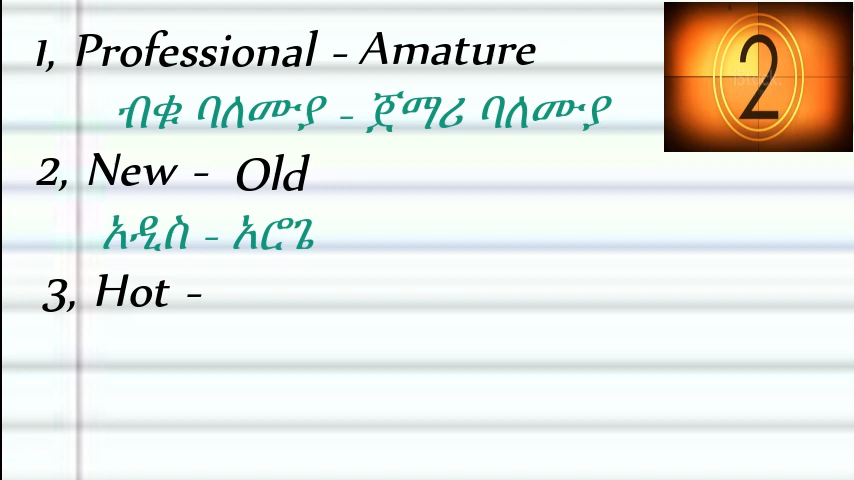 1, Professional - Amature
ብቁ ባለሙያ - ጀማሪ ባለሙያ
2, New - Old
አዲስ - አሮጌ
3, Hot -
2